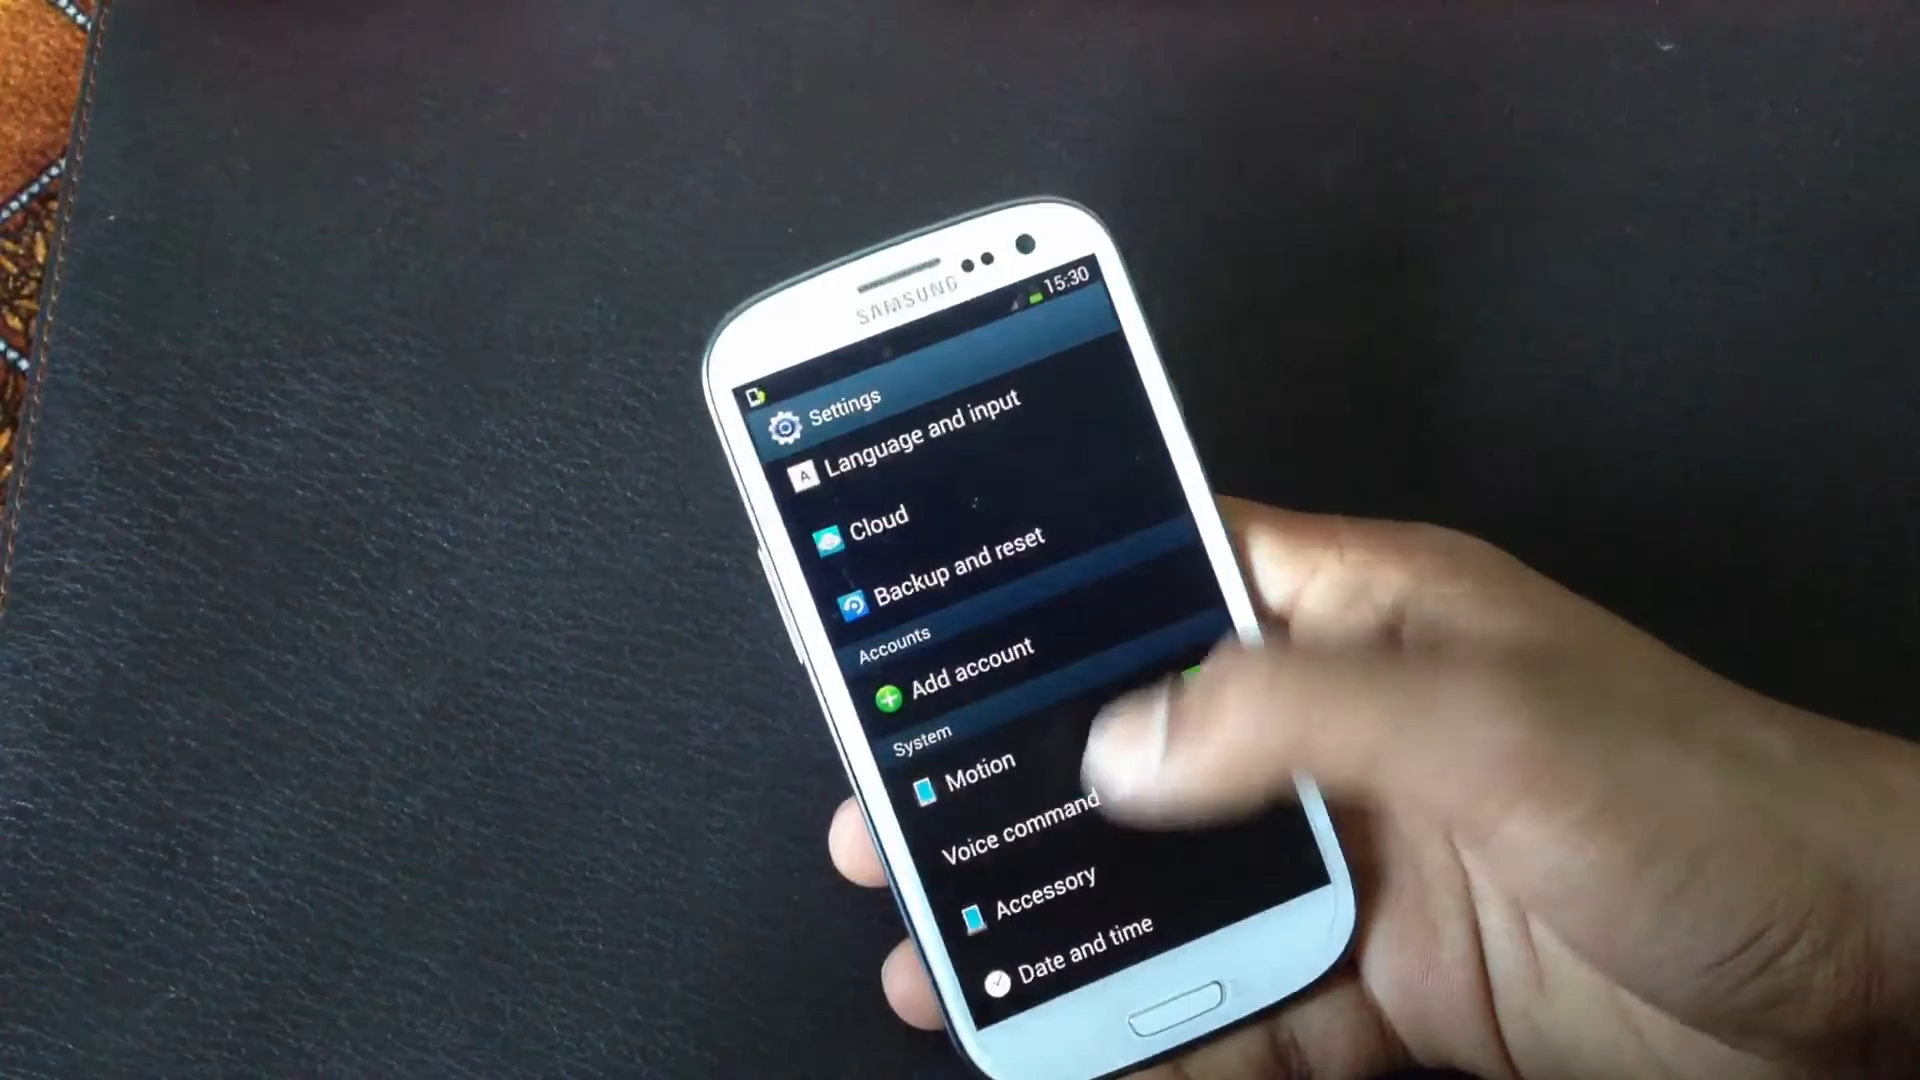 SAMSUNG
15:30
Settings
Language and input
A
Cloud
Backup and reset
Accounts
Add account
System
Motion
Voice command
Accessory
Date and time